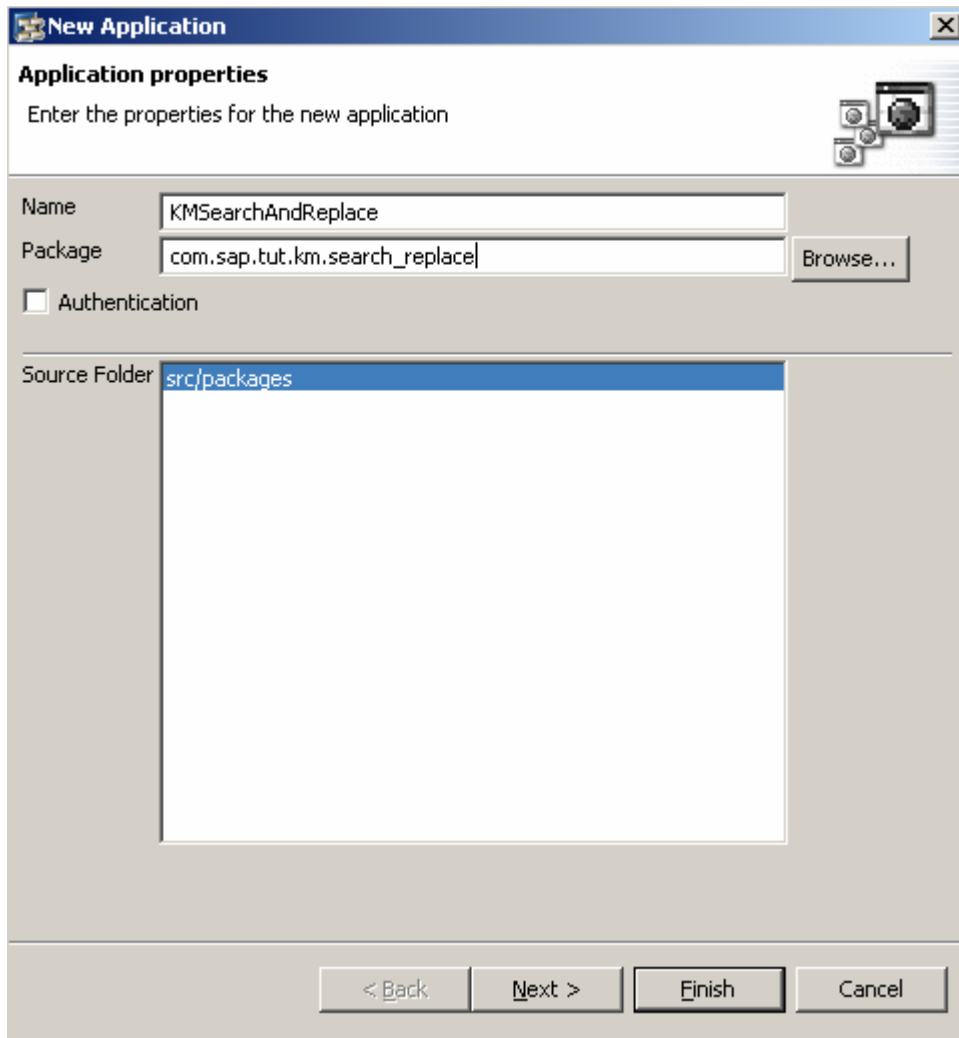 New Application
Application properties
Enter the properties for the new application
Name KMSearchAndReplace
Package com.sap.tut.km.search_replace Browse...
Authentication
Source Folder src/packages
< Back Next > Finish Cancel